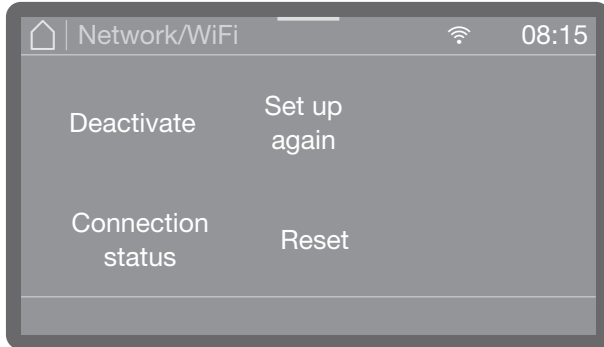 Network/WiFi 08:15
Deactivate
Set up
again
Connection
status
Reset